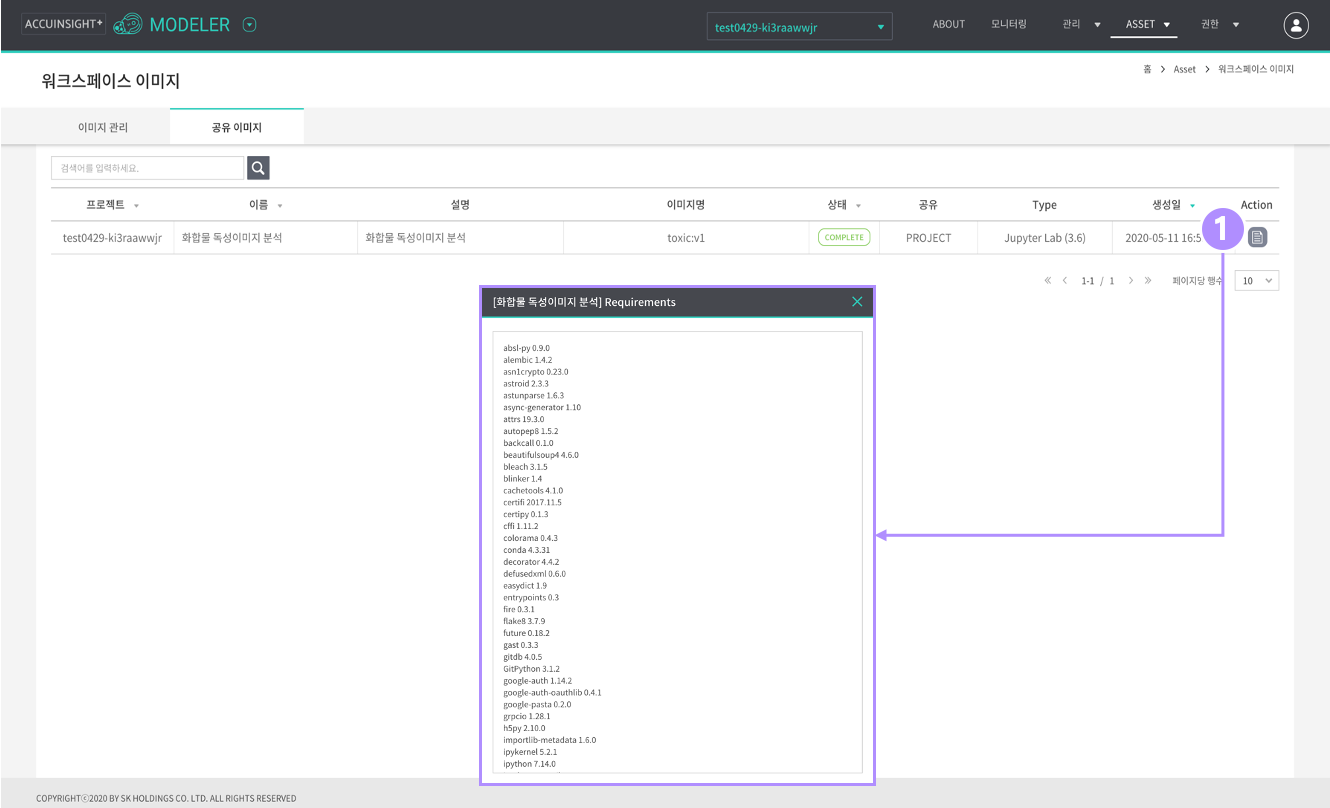 ACCUINSIGHT+ MODELER
test0429-ki3raawwjr
ABOUT 모니터링 관리 ASSET 권한
워크스페이스 이미지
홈 > Asset > 워크스페이스 이미지
이미지 관리 공유 이미지
검색어를 입력하세요.
프로젝트 이름 설명 이미지명 상태 공유 Type 생성일 Action
test0429-ki3raawwjr 화합물 독성이미지 분석 화합물 독성이미지 분석 toxic:v1 COMPLETE PROJECT Jupyter Lab (3.6) 2020-05-11 16:5
1
1-1 / 1 페이지당 행수 10
[화합물 독성이미지 분석] Requirements
absl-py 0.9.0
alembic 1.4.2
asn1crypto 0.23.0
astroid 2.3.3
astunparse 1.6.3
async-generator 1.10
attrs 19.3.0
autopep8 1.5.2
backcall 0.1.0
beautifulsoup4 4.6.0
bleach 3.1.5
blinker 1.4
cachetools 4.1.0
certifi 2017.11.5
certipy 0.1.3
cffi 1.11.2
colorama 0.4.3
conda 4.3.31
decorator 4.4.2
defusedxml 0.6.0
easydict 1.9
entrypoints 0.3
fire 0.3.1
flake8 3.7.9
future 0.18.2
gast 0.3.3
gitdb 4.0.5
GitPython 3.1.2
google-auth 1.14.2
google-auth-oauthlib 0.4.1
google-pasta 0.2.0
grpcio 1.28.1
h5py 2.10.0
importlib-metadata 1.6.0
ipykernel 5.2.1
ipython 7.14.0
COPYRIGHTⓒ2020 BY SK HOLDINGS CO. LTD. ALL RIGHTS RESERVED